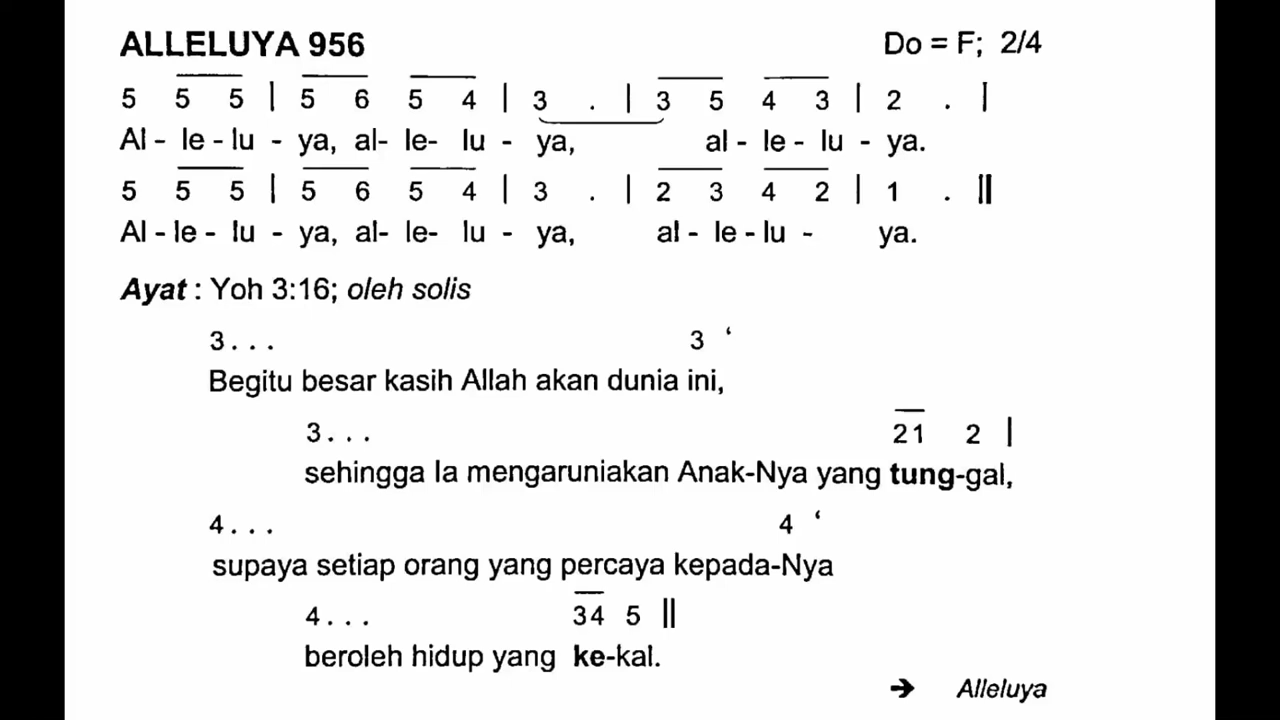 ALLELUYA 956 Do = F; 2/4
5 5 5 | 5 6 5 4 | 3 . | 3 5 4 3 | 2 . |
Al - le - lu - ya, al- le- lu - ya, al - le - lu - ya.
5 5 5 | 5 6 5 4 | 3 . | 2 3 4 2 | 1 . ||
Al - le - lu - ya, al- le- lu - ya, al - le - lu - ya.
Ayat : Yoh 3:16; oleh solis
3 . . . 3 ‘
Begitu besar kasih Allah akan dunia ini,
3 . . . 21 2 |
sehingga Ia mengaruniakan Anak-Nya yang tung-gal,
4 . . . 4 ‘
supaya setiap orang yang percaya kepada-Nya
4 . . . 34 5 ||
beroleh hidup yang ke-kal.
→ Alleluya